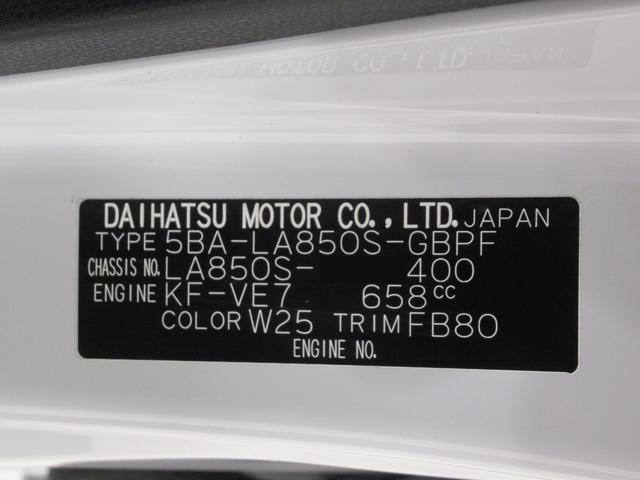 DAIHATSU MOTOR CO., LTD. JAPAN
TYPE 5BA-LA850S-GBPF
CHASSIS NO. LA850S- 400
ENGINE KF-VE7 658cc
COLOR W25 TRIM FB80
ENGINE NO.